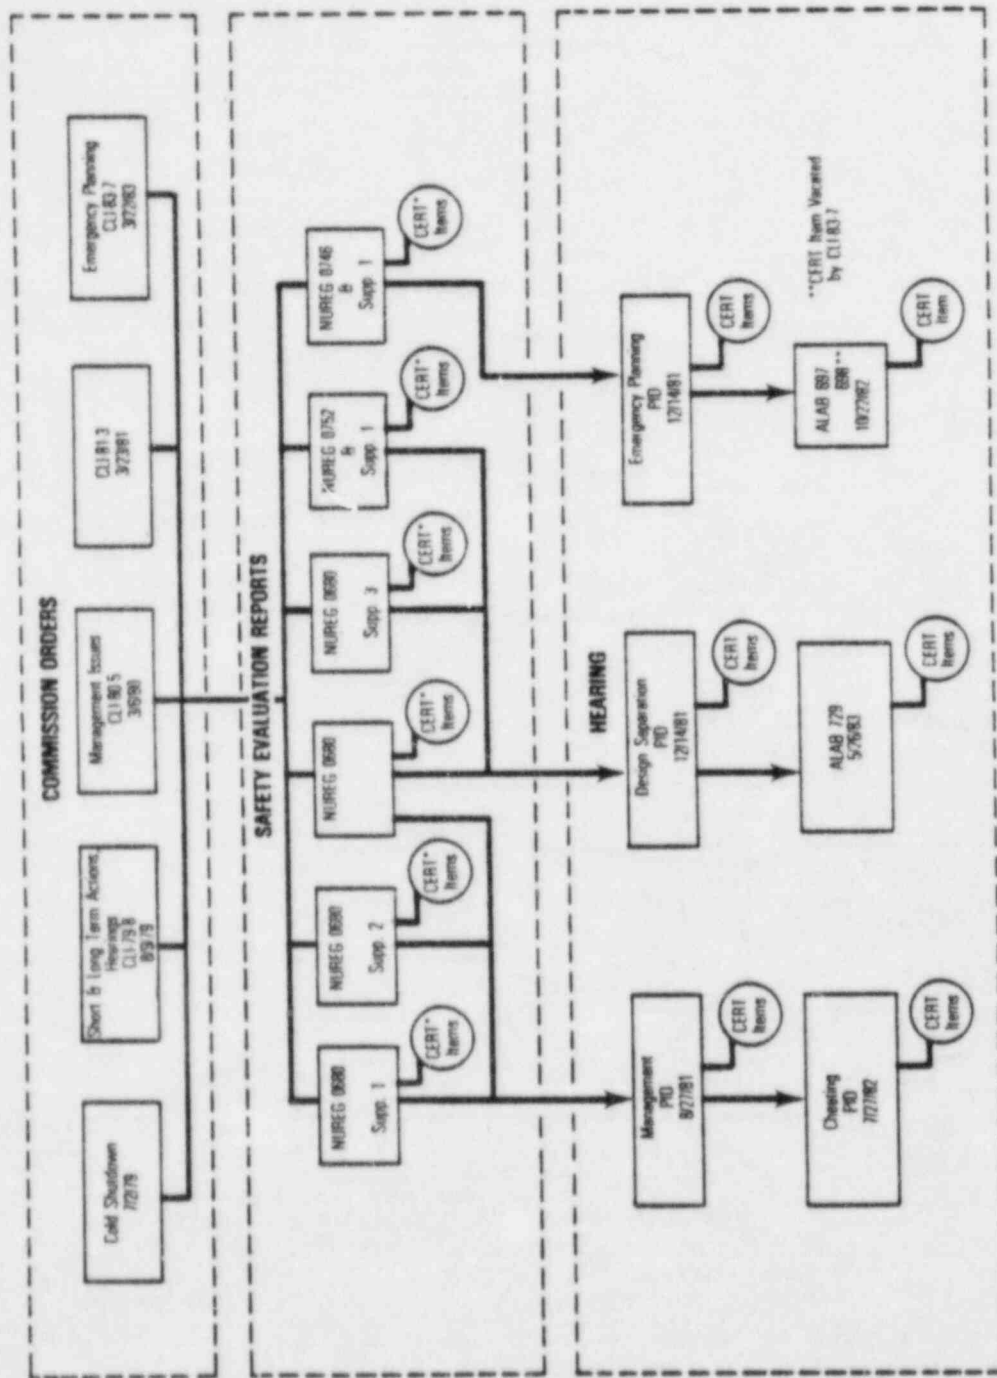 COMMISSION ORDERS
Cold Shutdown
7/2/79
Short & Long Term Actions,
Hearings
CLI-79-8
8/9/79
Management Issues
CLI-80-5
3/6/80
CLI-81-3
3/23/81
Emergency Planning
CLI-83-7
3/22/83
SAFETY EVALUATION REPORTS
NUREG 0680
Supp. 1
CERT*
Items
NUREG 0680
Supp. 2
CERT*
Items
NUREG 0680
CERT*
Items
NUREG 0680
Supp. 3
CERT*
Items
NUREG 0752
&
Supp. 1
CERT*
Items
NUREG 0746
&
Supp. 1
CERT*
Items
HEARING
Management
PID
8/27/81
CERT
Items
Cheating
PID
7/27/82
CERT
Items
Design Separation
PID
12/14/81
CERT
Items
ALAB 729
5/26/83
CERT
Items
Emergency Planning
PID
12/14/81
CERT
Items
ALAB 697
698**
10/22/82
CERT
Item
**CERT Item Vacated
by CLI-83-7